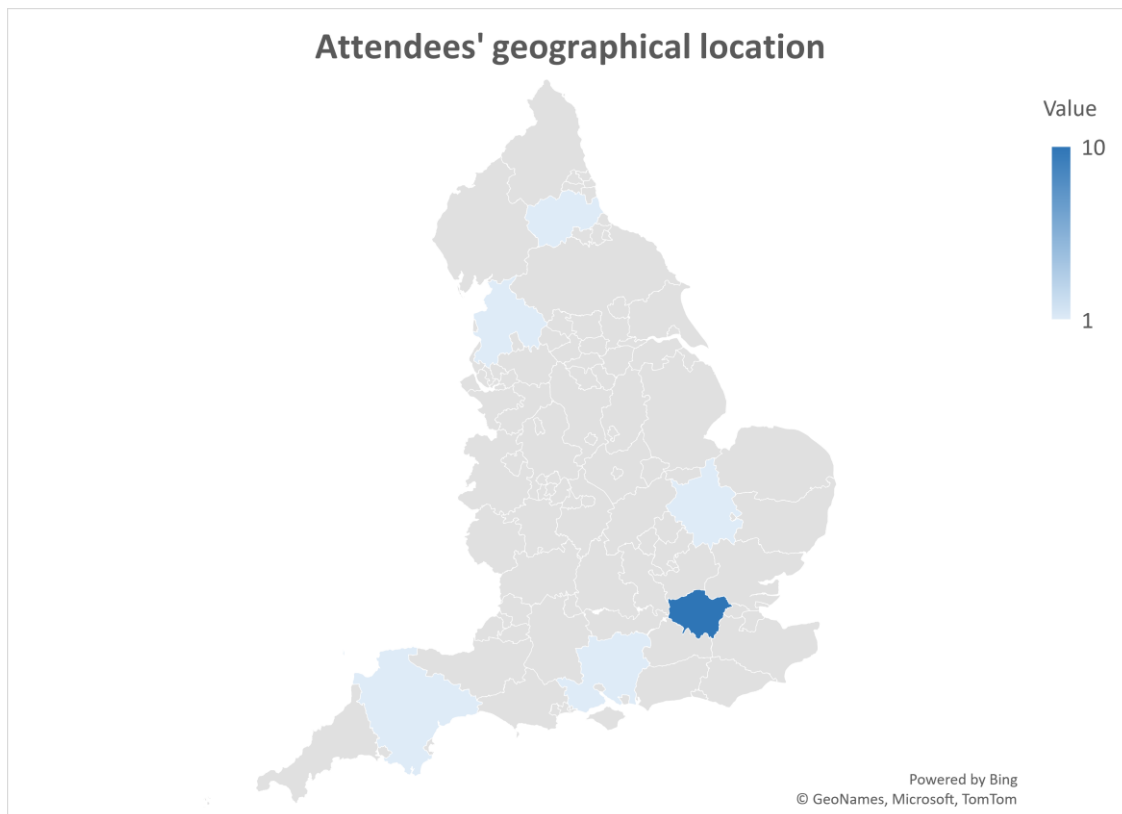 Attendees' geographical location
Value
10
1
Powered by Bing
© GeoNames, Microsoft, TomTom